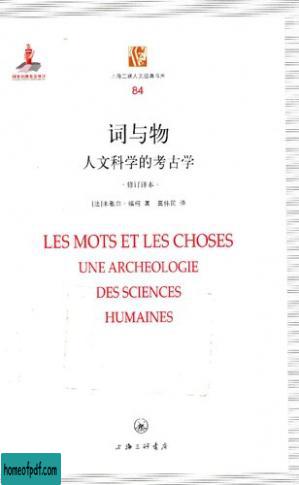 上海三联人文经典书库
84
词与物
人文科学的考古学
·修订译本·
[法]米歇尔·福柯 著 莫伟民 译
LES MOTS ET LES CHOSES
UNE ARCHEOLOGIE
DES SCIENCES
HUMAINES
上海三联书店
homeofpdf.com